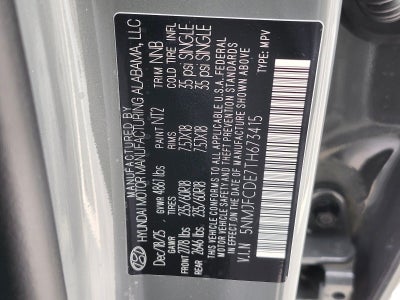 MANUFACTURED BY
HYUNDAI MOTOR MANUFACTURING ALABAMA, LLC
Dec/18/25 PAINT NT2 TRIM NNB
GVWR 4861 lbs
GAWR TIRES RIMS COLD TIRE INFL
FRONT 2778 lbs 235/60R18 7.5JX18 35 psi SINGLE
REAR 2646 lbs 235/60R18 7.5JX18 35 psi SINGLE
THIS VEHICLE CONFORMS TO ALL APPLICABLE U.S.A. FEDERAL
MOTOR VEHICLE SAFETY, BUMPER, AND THEFT PREVENTION STANDARDS
IN EFFECT ON THE DATE OF MANUFACTURE SHOWN ABOVE.
V.I.N 5NMJFCDE7TH673415 TYPE: MPV